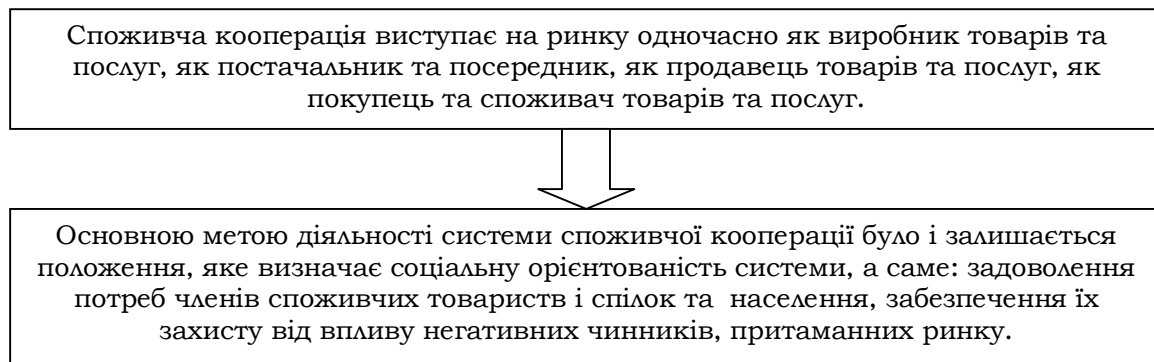 Споживча кооперація виступає на ринку одночасно як виробник товарів та
послуг, як постачальник та посередник, як продавець товарів та послуг, як
покупець та споживач товарів та послуг.
Основною метою діяльності системи споживчої кооперації було і залишається
положення, яке визначає соціальну орієнтованість системи, а саме: задоволення
потреб членів споживчих товариств і спілок та населення, забезпечення їх
захисту від впливу негативних чинників, притаманних ринку.